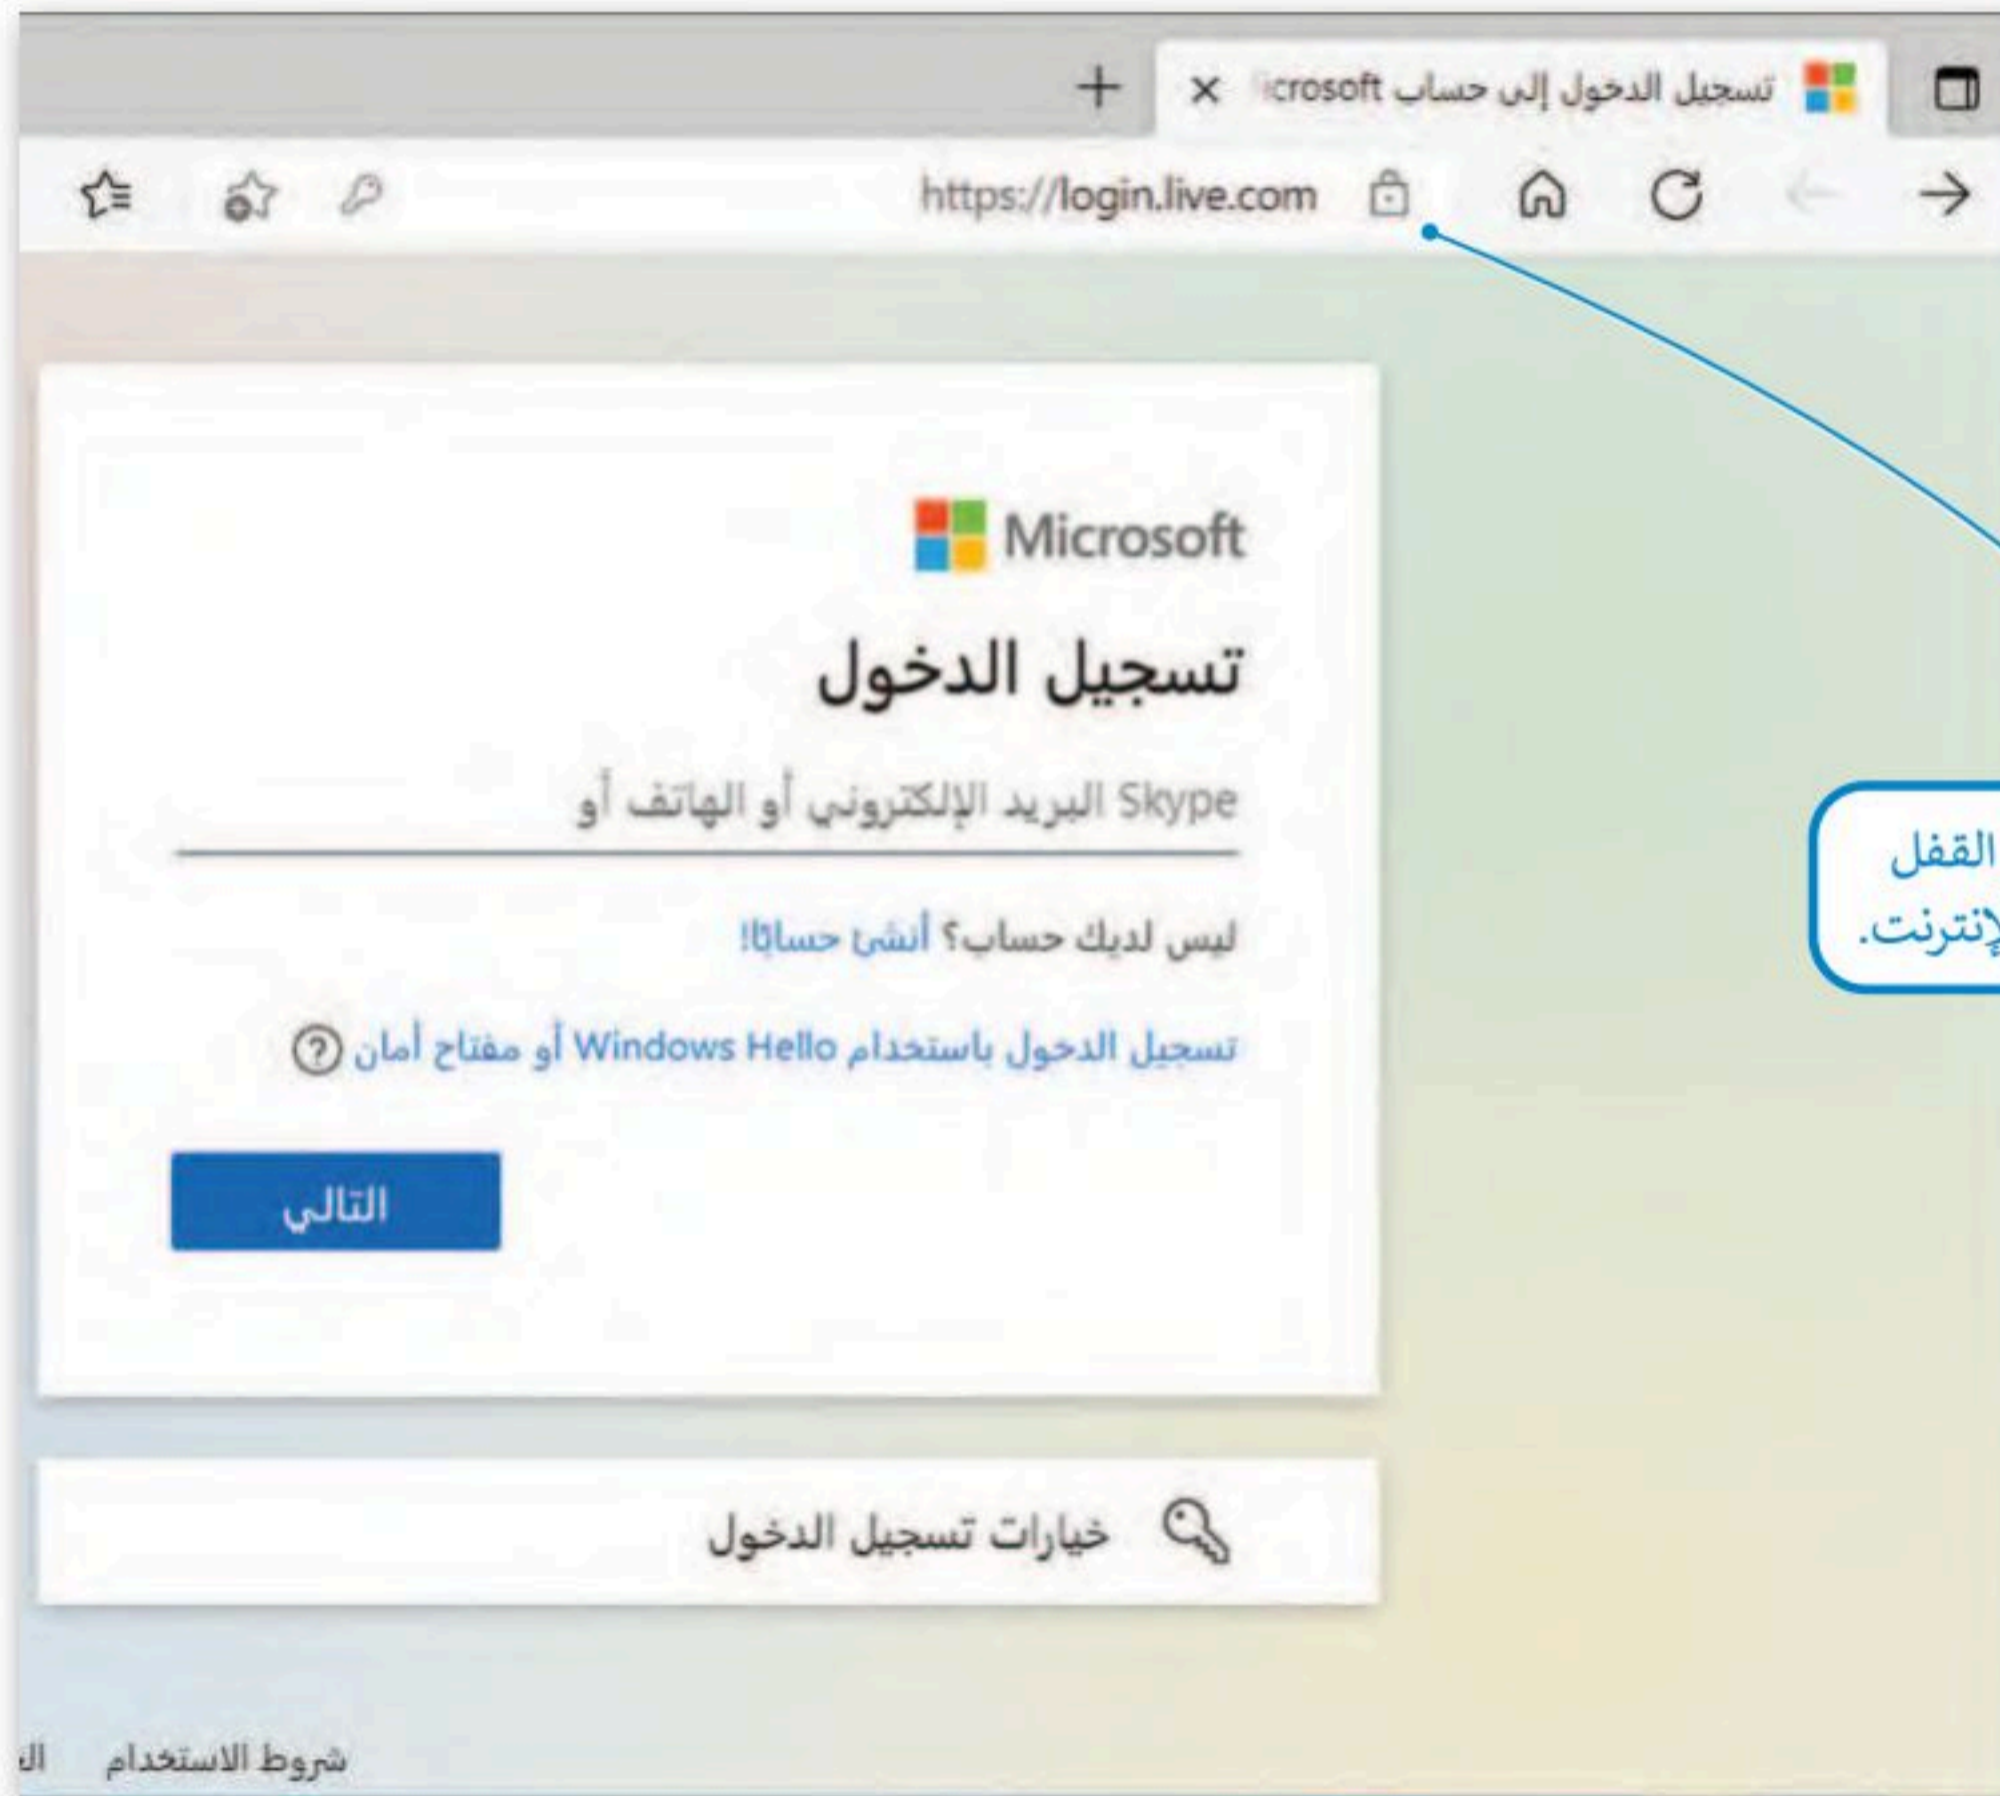 تسجيل الدخول إلى حساب icrosoft
https://login.live.com
Microsoft
تسجيل الدخول
Skype البريد الإلكتروني أو الهاتف أو
ليس لديك حساب؟ أنشئ حسابًا!
تسجيل الدخول باستخدام Windows Hello أو مفتاح أمان
التالي
خيارات تسجيل الدخول
القفل
لإنترنت.
شروط الاستخدام